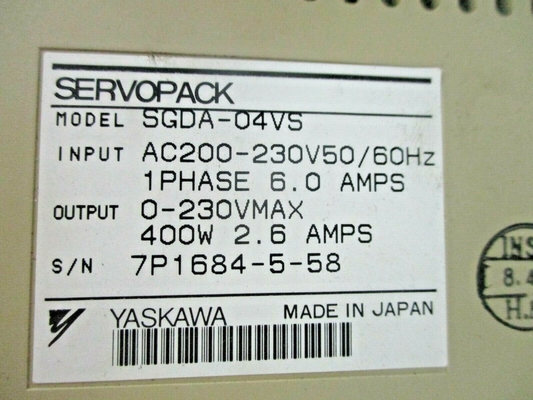 SERVOPACK
MODEL SGDA-04VS
INPUT AC200-230V50/60Hz
1PHASE 6.0 AMPS
OUTPUT 0-230VMAX
400W 2.6 AMPS
S/N 7P1684-5-58
YASKAWA MADE IN JAPAN